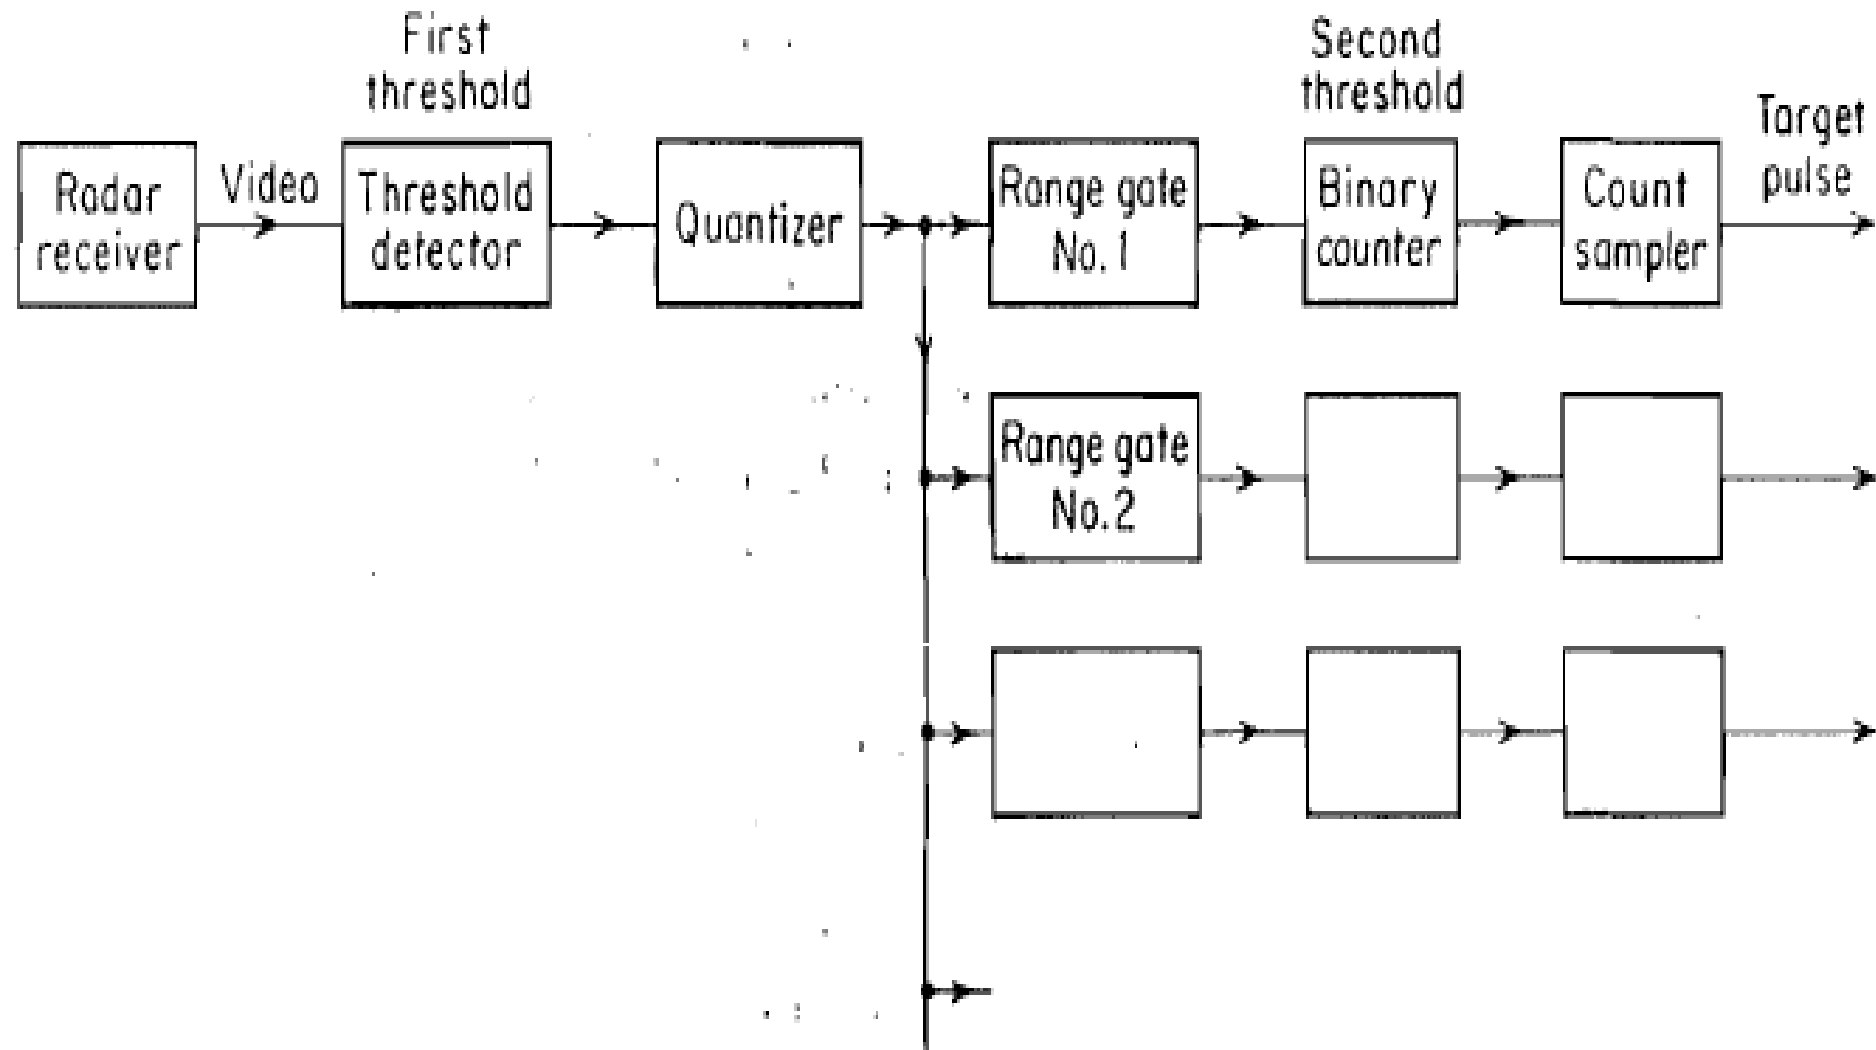 First
threshold
Second
threshold
Target
pulse
Radar
receiver
Video
Threshold
detector
Quantizer
Range gate
No. 1
Binary
counter
Count
sampler
Range gate
No. 2